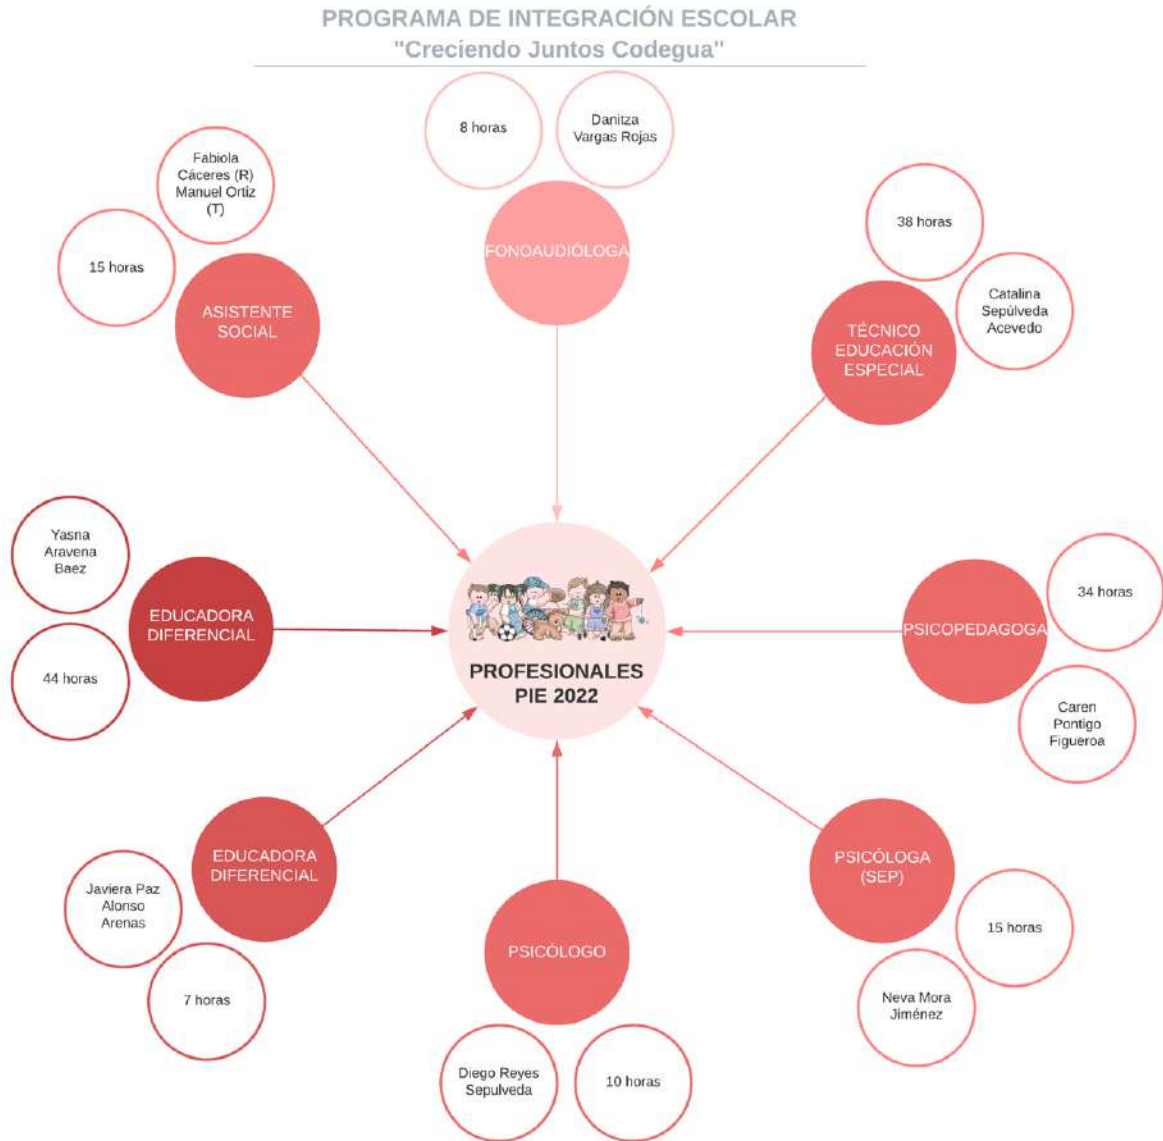 PROGRAMA DE INTEGRACIÓN ESCOLAR
"Creciendo Juntos Codegua"
8 horas
Danitza
Vargas Rojas
FONOAUDIÓLOGA
Fabiola
Cáceres (R)
Manuel Ortiz
(T)
15 horas
ASISTENTE
SOCIAL
38 horas
Catalina
Sepúlveda
Acevedo
TÉCNICO
EDUCACIÓN
ESPECIAL
Yasna
Aravena
Baez
44 horas
EDUCADORA
DIFERENCIAL
PROFESIONALES
PIE 2022
34 horas
PSICOPEDAGOGA
Caren
Pontigo
Figueroa
EDUCADORA
DIFERENCIAL
Javiera Paz
Alonso
Arenas
7 horas
PSICÓLOGO
Diego Reyes
Sepulveda
10 horas
PSICÓLOGA
(SEP)
15 horas
Neva Mora
Jiménez